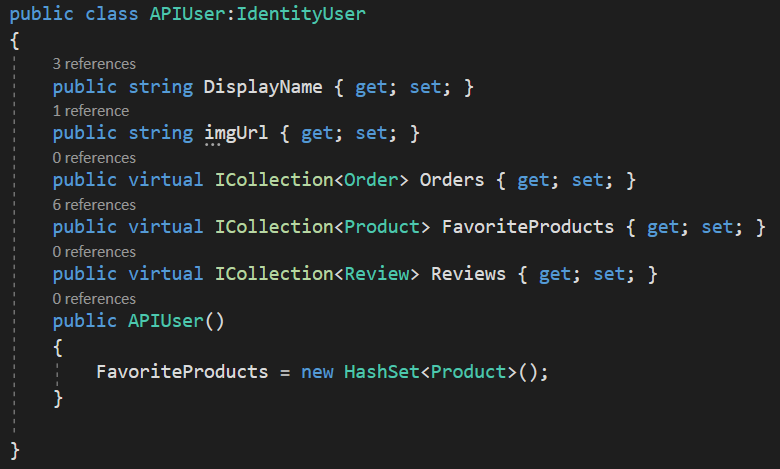 public class APIUser:IdentityUser
{
3 references
public string DisplayName { get; set; }
1 reference
public string imgUrl { get; set; }
0 references
public virtual ICollection<Order> Orders { get; set; }
6 references
public virtual ICollection<Product> FavoriteProducts { get; set; }
0 references
public virtual ICollection<Review> Reviews { get; set; }
0 references
public APIUser()
{
FavoriteProducts = new HashSet<Product>();
}
}